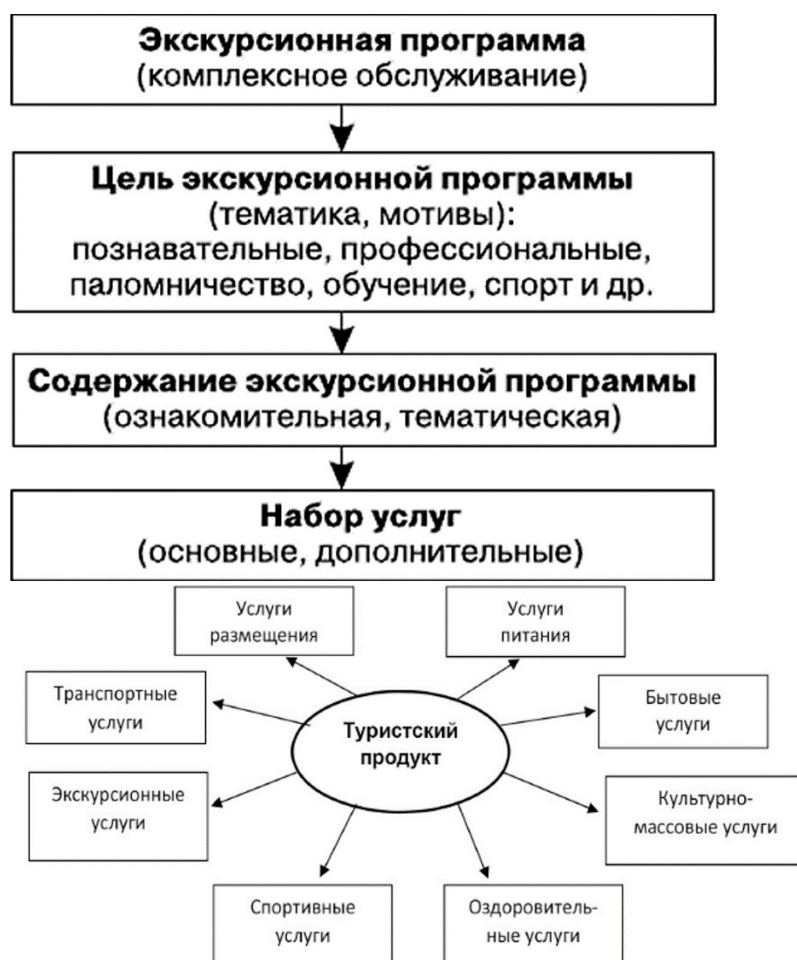 Экскурсионная программа
(комплексное обслуживание)
Цель экскурсионной программы
(тематика, мотивы):
познавательные, профессиональные,
паломничество, обучение, спорт и др.
Содержание экскурсионной программы
(ознакомительная, тематическая)
Набор услуг
(основные, дополнительные)
Услуги
размещения
Услуги
питания
Транспортные
услуги
Бытовые
услуги
Туристский
продукт
Экскурсионные
услуги
Культурно-
массовые услуги
Спортивные
услуги
Оздоровитель-
ные услуги